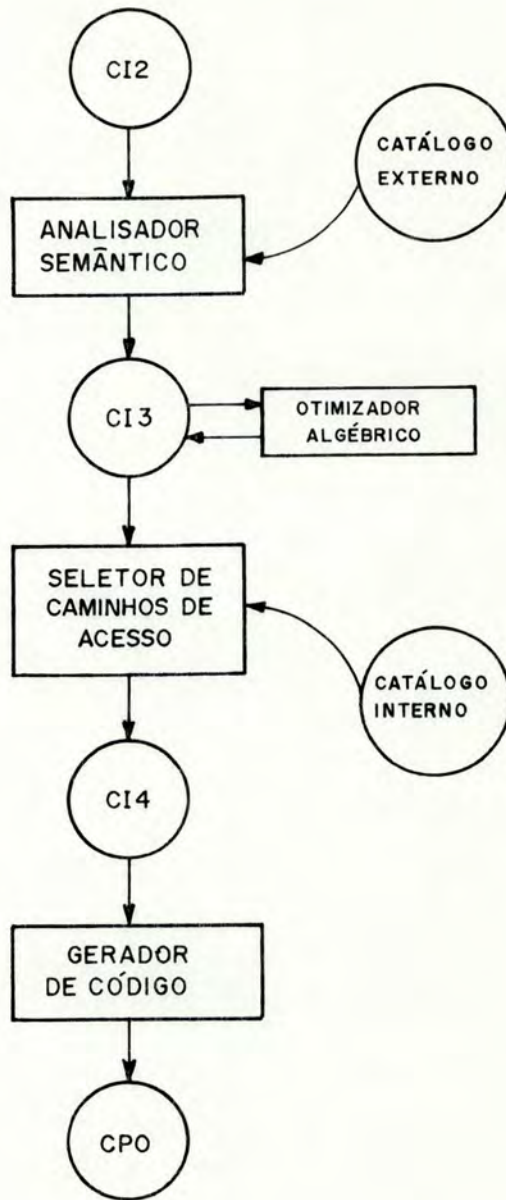 CI2
CATÁLOGO
EXTERNO
ANALISADOR
SEMÂNTICO
CI3
OTIMIZADOR
ALGÉBRICO
SELETOR DE
CAMINHOS DE
ACESSO
CATÁLOGO
INTERNO
CI4
GERADOR
DE CÓDIGO
CPO